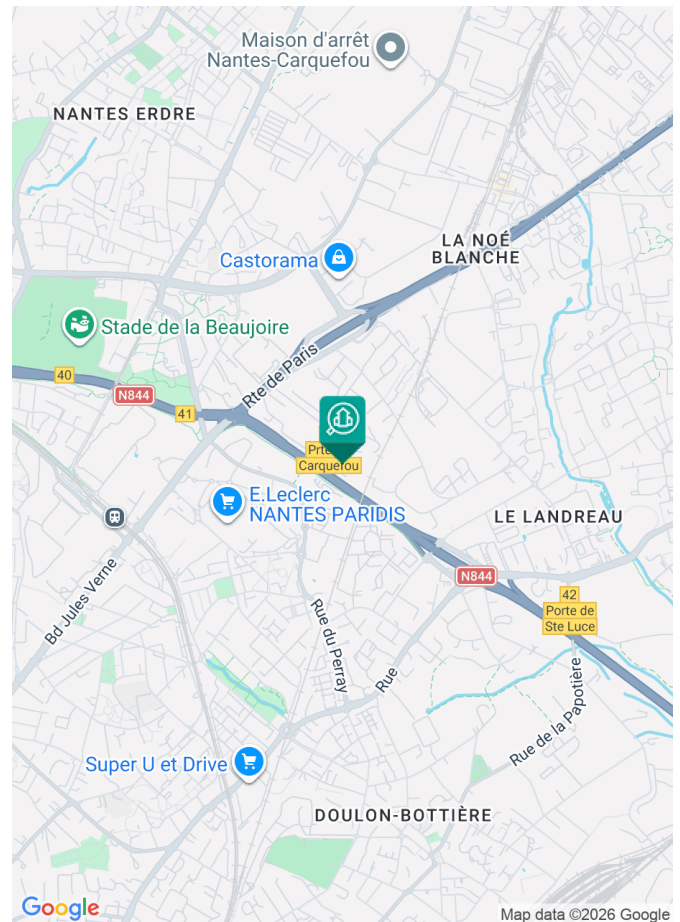 Maison d'arrêt
Nantes-Carquefou
NANTES ERDRE
LA NOÉ
BLANCHE
Castorama
Stade de la Beaujoire
Rte de Paris
40
N844
41
Carquefou
E.Leclerc
NANTES PARIDIS
LE LANDREAU
N844
42
Porte de
Ste Luce
Bd Jules Verne
Rue du Perray
Rue
Rue de la Papotière
Super U et Drive
DOULON-BOTTIÈRE
Google
Map data ©2026 Google